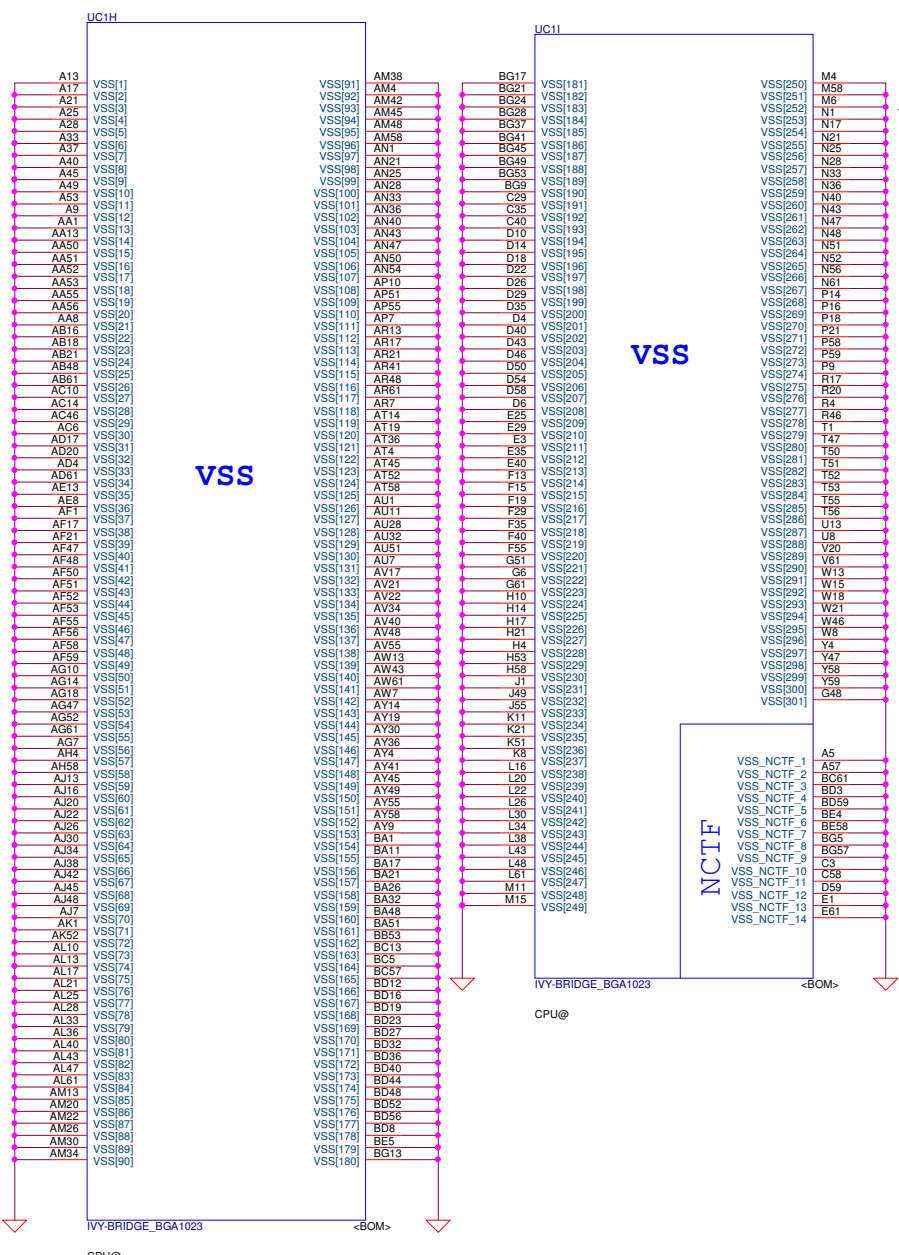 UC1H
A13 VSS[1] VSS[91] AM38
A17 VSS[2] VSS[92] AM4
A21 VSS[3] VSS[93] AM42
A25 VSS[4] VSS[94] AM45
A28 VSS[5] VSS[95] AM48
A33 VSS[6] VSS[96] AM58
A37 VSS[7] VSS[97] AN1
A40 VSS[8] VSS[98] AN21
A45 VSS[9] VSS[99] AN25
A49 VSS[10] VSS[100] AN28
A53 VSS[11] VSS[101] AN33
A9 VSS[12] VSS[102] AN36
AA1 VSS[13] VSS[103] AN40
AA13 VSS[14] VSS[104] AN43
AA50 VSS[15] VSS[105] AN47
AA51 VSS[16] VSS[106] AN50
AA52 VSS[17] VSS[107] AN54
AA53 VSS[18] VSS[108] AP10
AA55 VSS[19] VSS[109] AP51
AA56 VSS[20] VSS[110] AP55
AA8 VSS[21] VSS[111] AP7
AB16 VSS[22] VSS[112] AR13
AB18 VSS[23] VSS[113] AR17
AB21 VSS[24] VSS[114] AR21
AB48 VSS[25] VSS[115] AR41
AB61 VSS[26] VSS[116] AR48
AC10 VSS[27] VSS[117] AR61
AC14 VSS[28] VSS[118] AR7
AC46 VSS[29] VSS[119] AT14
AC6 VSS[30] VSS[120] AT19
AD17 VSS[31] VSS[121] AT36
AD20 VSS[32] VSS[122] AT4
AD4 VSS[33] VSS[123] AT45
AD61 VSS[34] VSS[124] AT52
AE13 VSS[35] VSS[125] AT58
AE8 VSS[36] VSS[126] AU1
AF1 VSS[37] VSS[127] AU11
AF17 VSS[38] VSS[128] AU28
AF21 VSS[39] VSS[129] AU32
AF47 VSS[40] VSS[130] AU51
AF48 VSS[41] VSS[131] AU7
AF50 VSS[42] VSS[132] AV17
AF51 VSS[43] VSS[133] AV21
AF52 VSS[44] VSS[134] AV22
AF53 VSS[45] VSS[135] AV34
AF55 VSS[46] VSS[136] AV40
AF56 VSS[47] VSS[137] AV48
AF58 VSS[48] VSS[138] AV55
AF59 VSS[49] VSS[139] AW13
AG10 VSS[50] VSS[140] AW43
AG14 VSS[51] VSS[141] AW61
AG18 VSS[52] VSS[142] AW7
AG47 VSS[53] VSS[143] AY14
AG52 VSS[54] VSS[144] AY19
AG61 VSS[55] VSS[145] AY30
AG7 VSS[56] VSS[146] AY36
AH4 VSS[57] VSS[147] AY4
AH58 VSS[58] VSS[148] AY41
AJ13 VSS[59] VSS[149] AY45
AJ16 VSS[60] VSS[150] AY49
AJ20 VSS[61] VSS[151] AY55
AJ22 VSS[62] VSS[152] AY58
AJ26 VSS[63] VSS[153] AY9
AJ30 VSS[64] VSS[154] BA1
AJ34 VSS[65] VSS[155] BA11
AJ38 VSS[66] VSS[156] BA17
AJ42 VSS[67] VSS[157] BA21
AJ45 VSS[68] VSS[158] BA26
AJ48 VSS[69] VSS[159] BA32
AJ7 VSS[70] VSS[160] BA48
AK1 VSS[71] VSS[161] BA51
AK52 VSS[72] VSS[162] BB53
AL10 VSS[73] VSS[163] BC13
AL13 VSS[74] VSS[164] BC5
AL17 VSS[75] VSS[165] BC57
AL21 VSS[76] VSS[166] BD12
AL25 VSS[77] VSS[167] BD16
AL28 VSS[78] VSS[168] BD19
AL33 VSS[79] VSS[169] BD23
AL36 VSS[80] VSS[170] BD27
AL40 VSS[81] VSS[171] BD32
AL43 VSS[82] VSS[172] BD36
AL47 VSS[83] VSS[173] BD40
AL61 VSS[84] VSS[174] BD44
AM13 VSS[85] VSS[175] BD48
AM20 VSS[86] VSS[176] BD52
AM22 VSS[87] VSS[177] BD56
AM26 VSS[88] VSS[178] BD8
AM30 VSS[89] VSS[179] BE5
AM34 VSS[90] VSS[180] BG13
VSS
IVY-BRIDGE_BGA1023 <BOM>
CPU@
UC1I
BG17 VSS[181] VSS[250] M4
BG21 VSS[182] VSS[251] M58
BG24 VSS[183] VSS[252] M6
BG28 VSS[184] VSS[253] N1
BG37 VSS[185] VSS[254] N17
BG41 VSS[186] VSS[255] N21
BG45 VSS[187] VSS[256] N25
BG49 VSS[188] VSS[257] N28
BG53 VSS[189] VSS[258] N33
BG9 VSS[190] VSS[259] N36
C29 VSS[191] VSS[260] N40
C35 VSS[192] VSS[261] N43
C40 VSS[193] VSS[262] N47
D10 VSS[194] VSS[263] N48
D14 VSS[195] VSS[264] N51
D18 VSS[196] VSS[265] N52
D22 VSS[197] VSS[266] N56
D26 VSS[198] VSS[267] N61
D29 VSS[199] VSS[268] P14
D35 VSS[200] VSS[269] P16
D4 VSS[201] VSS[270] P18
D40 VSS[202] VSS[271] P21
D43 VSS[203] VSS[272] P58
D46 VSS[204] VSS[273] P59
D50 VSS[205] VSS[274] P9
D54 VSS[206] VSS[275] R17
D58 VSS[207] VSS[276] R20
D6 VSS[208] VSS[277] R4
E25 VSS[209] VSS[278] R46
E29 VSS[210] VSS[279] T1
E3 VSS[211] VSS[280] T47
E35 VSS[212] VSS[281] T50
E40 VSS[213] VSS[282] T51
F13 VSS[214] VSS[283] T52
F15 VSS[215] VSS[284] T53
F19 VSS[216] VSS[285] T55
F29 VSS[217] VSS[286] T56
F35 VSS[218] VSS[287] U13
F40 VSS[219] VSS[288] U8
F55 VSS[220] VSS[289] V20
G51 VSS[221] VSS[290] V61
G6 VSS[222] VSS[291] W13
G61 VSS[223] VSS[292] W15
H10 VSS[224] VSS[293] W18
H14 VSS[225] VSS[294] W21
H17 VSS[226] VSS[295] W46
H21 VSS[227] VSS[296] W8
H4 VSS[228] VSS[297] Y4
H53 VSS[229] VSS[298] Y47
H58 VSS[230] VSS[299] Y58
J1 VSS[231] VSS[300] Y59
J49 VSS[232] VSS[301] G48
J55 VSS[233]
K11 VSS[234]
K21 VSS[235]
K51 VSS[236]
K8 VSS[237] VSS_NCTF_1 A5
L16 VSS[238] VSS_NCTF_2 A57
L20 VSS[239] VSS_NCTF_3 BC61
L22 VSS[240] VSS_NCTF_4 BD3
L26 VSS[241] VSS_NCTF_5 BD59
L30 VSS[242] VSS_NCTF_6 BE4
L34 VSS[243] VSS_NCTF_7 BE58
L38 VSS[244] VSS_NCTF_8 BG5
L43 VSS[245] VSS_NCTF_9 BG57
L48 VSS[246] VSS_NCTF_10 C3
L61 VSS[247] VSS_NCTF_11 C58
M11 VSS[248] VSS_NCTF_12 D59
M15 VSS[249] VSS_NCTF_13 E1
VSS_NCTF_14 E61
VSS
NCTF
IVY-BRIDGE_BGA1023 <BOM>
CPU@